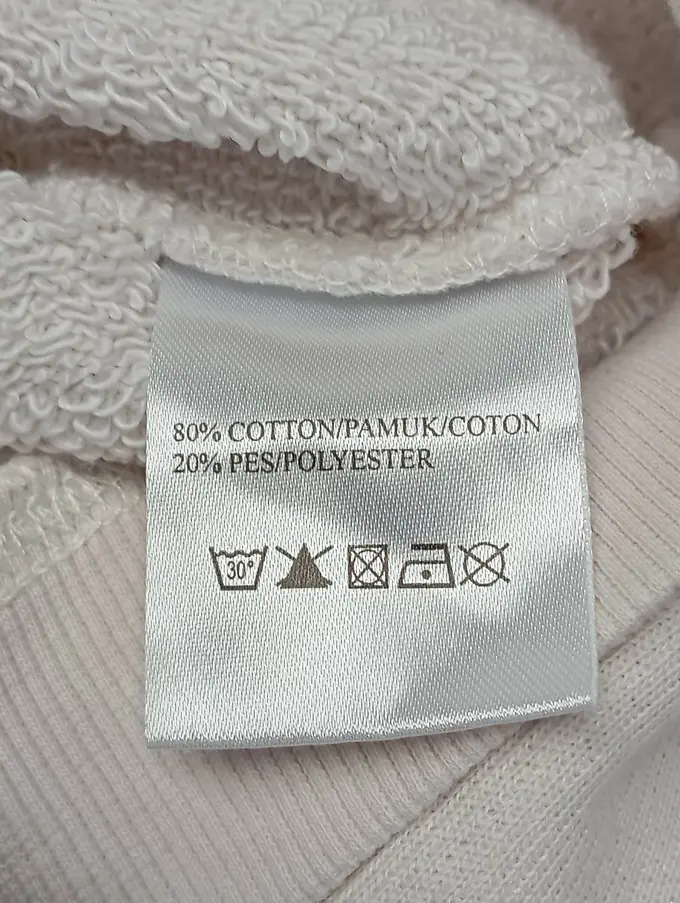 80% COTTON/PAMUK/COTON
20% PES/POLYESTER
30°